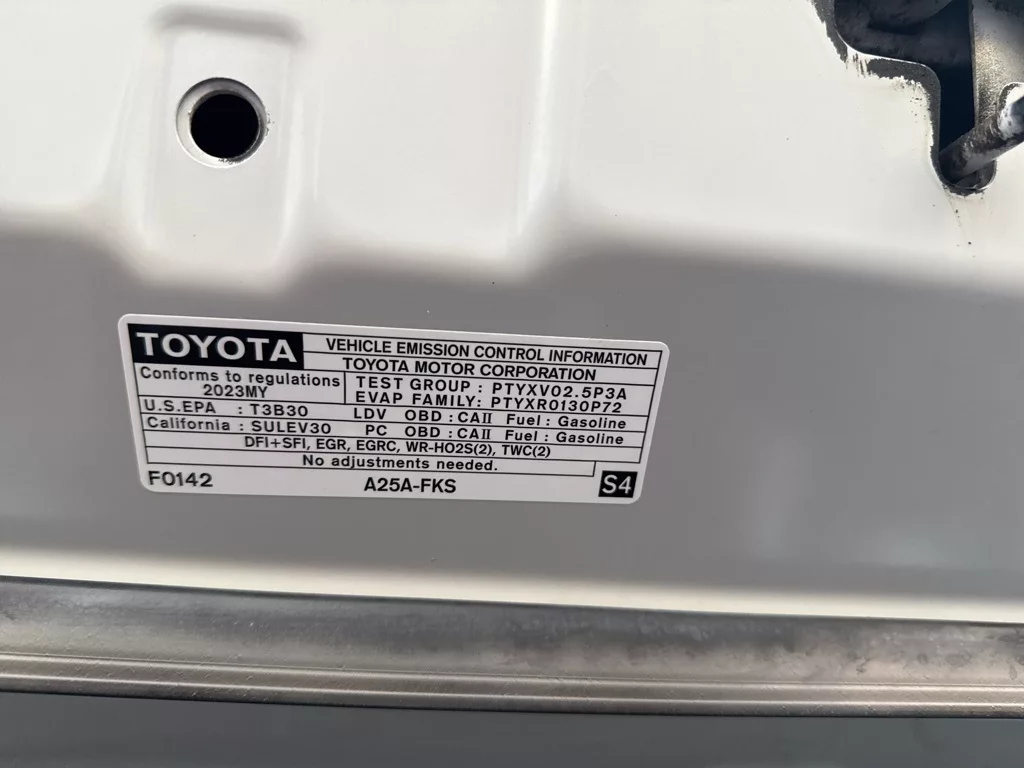 TOYOTA
VEHICLE EMISSION CONTROL INFORMATION
TOYOTA MOTOR CORPORATION
Conforms to regulations
2023MY
TEST GROUP : PTYXV02.5P3A
EVAP FAMILY: PTYXR0130P72
U.S.EPA : T3B30 LDV OBD : CAII Fuel : Gasoline
California : SULEV30 PC OBD : CAII Fuel : Gasoline
DFI+SFI, EGR, EGRC, WR-HO2S(2), TWC(2)
No adjustments needed.
F0142 A25A-FKS S4